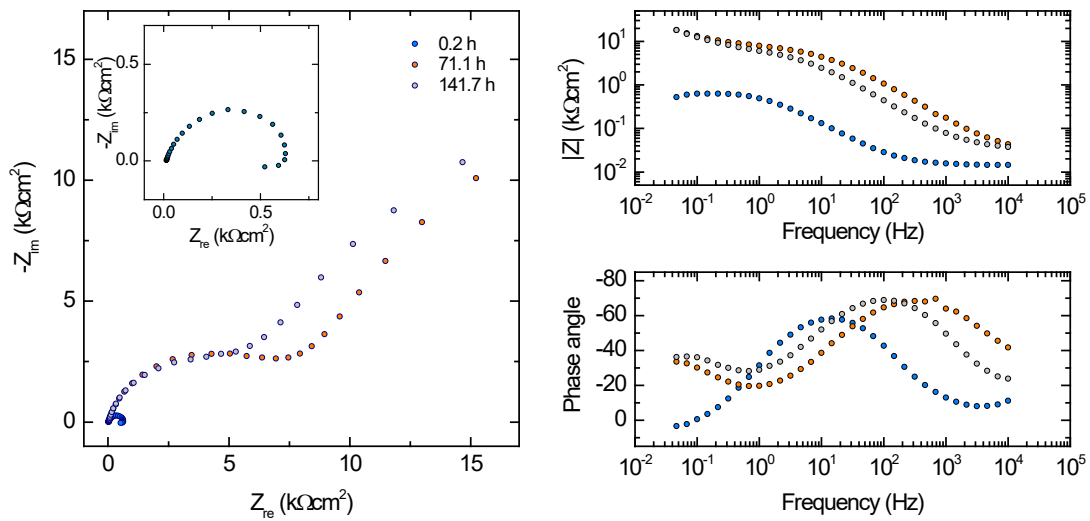 15
10
5
0
-Z_im (kΩcm²)
0 5 10 15
Z_re (kΩcm²)
0.2 h
71.1 h
141.7 h
0.5
0.0
-Z_im (kΩcm²)
0.0 0.5
Z_re (kΩcm²)
10¹
10⁰
10⁻¹
10⁻²
|Z| (kΩcm²)
10⁻² 10⁻¹ 10⁰ 10¹ 10² 10³ 10⁴ 10⁵
Frequency (Hz)
-80
-60
-40
-20
0
Phase angle
10⁻² 10⁻¹ 10⁰ 10¹ 10² 10³ 10⁴ 10⁵
Frequency (Hz)